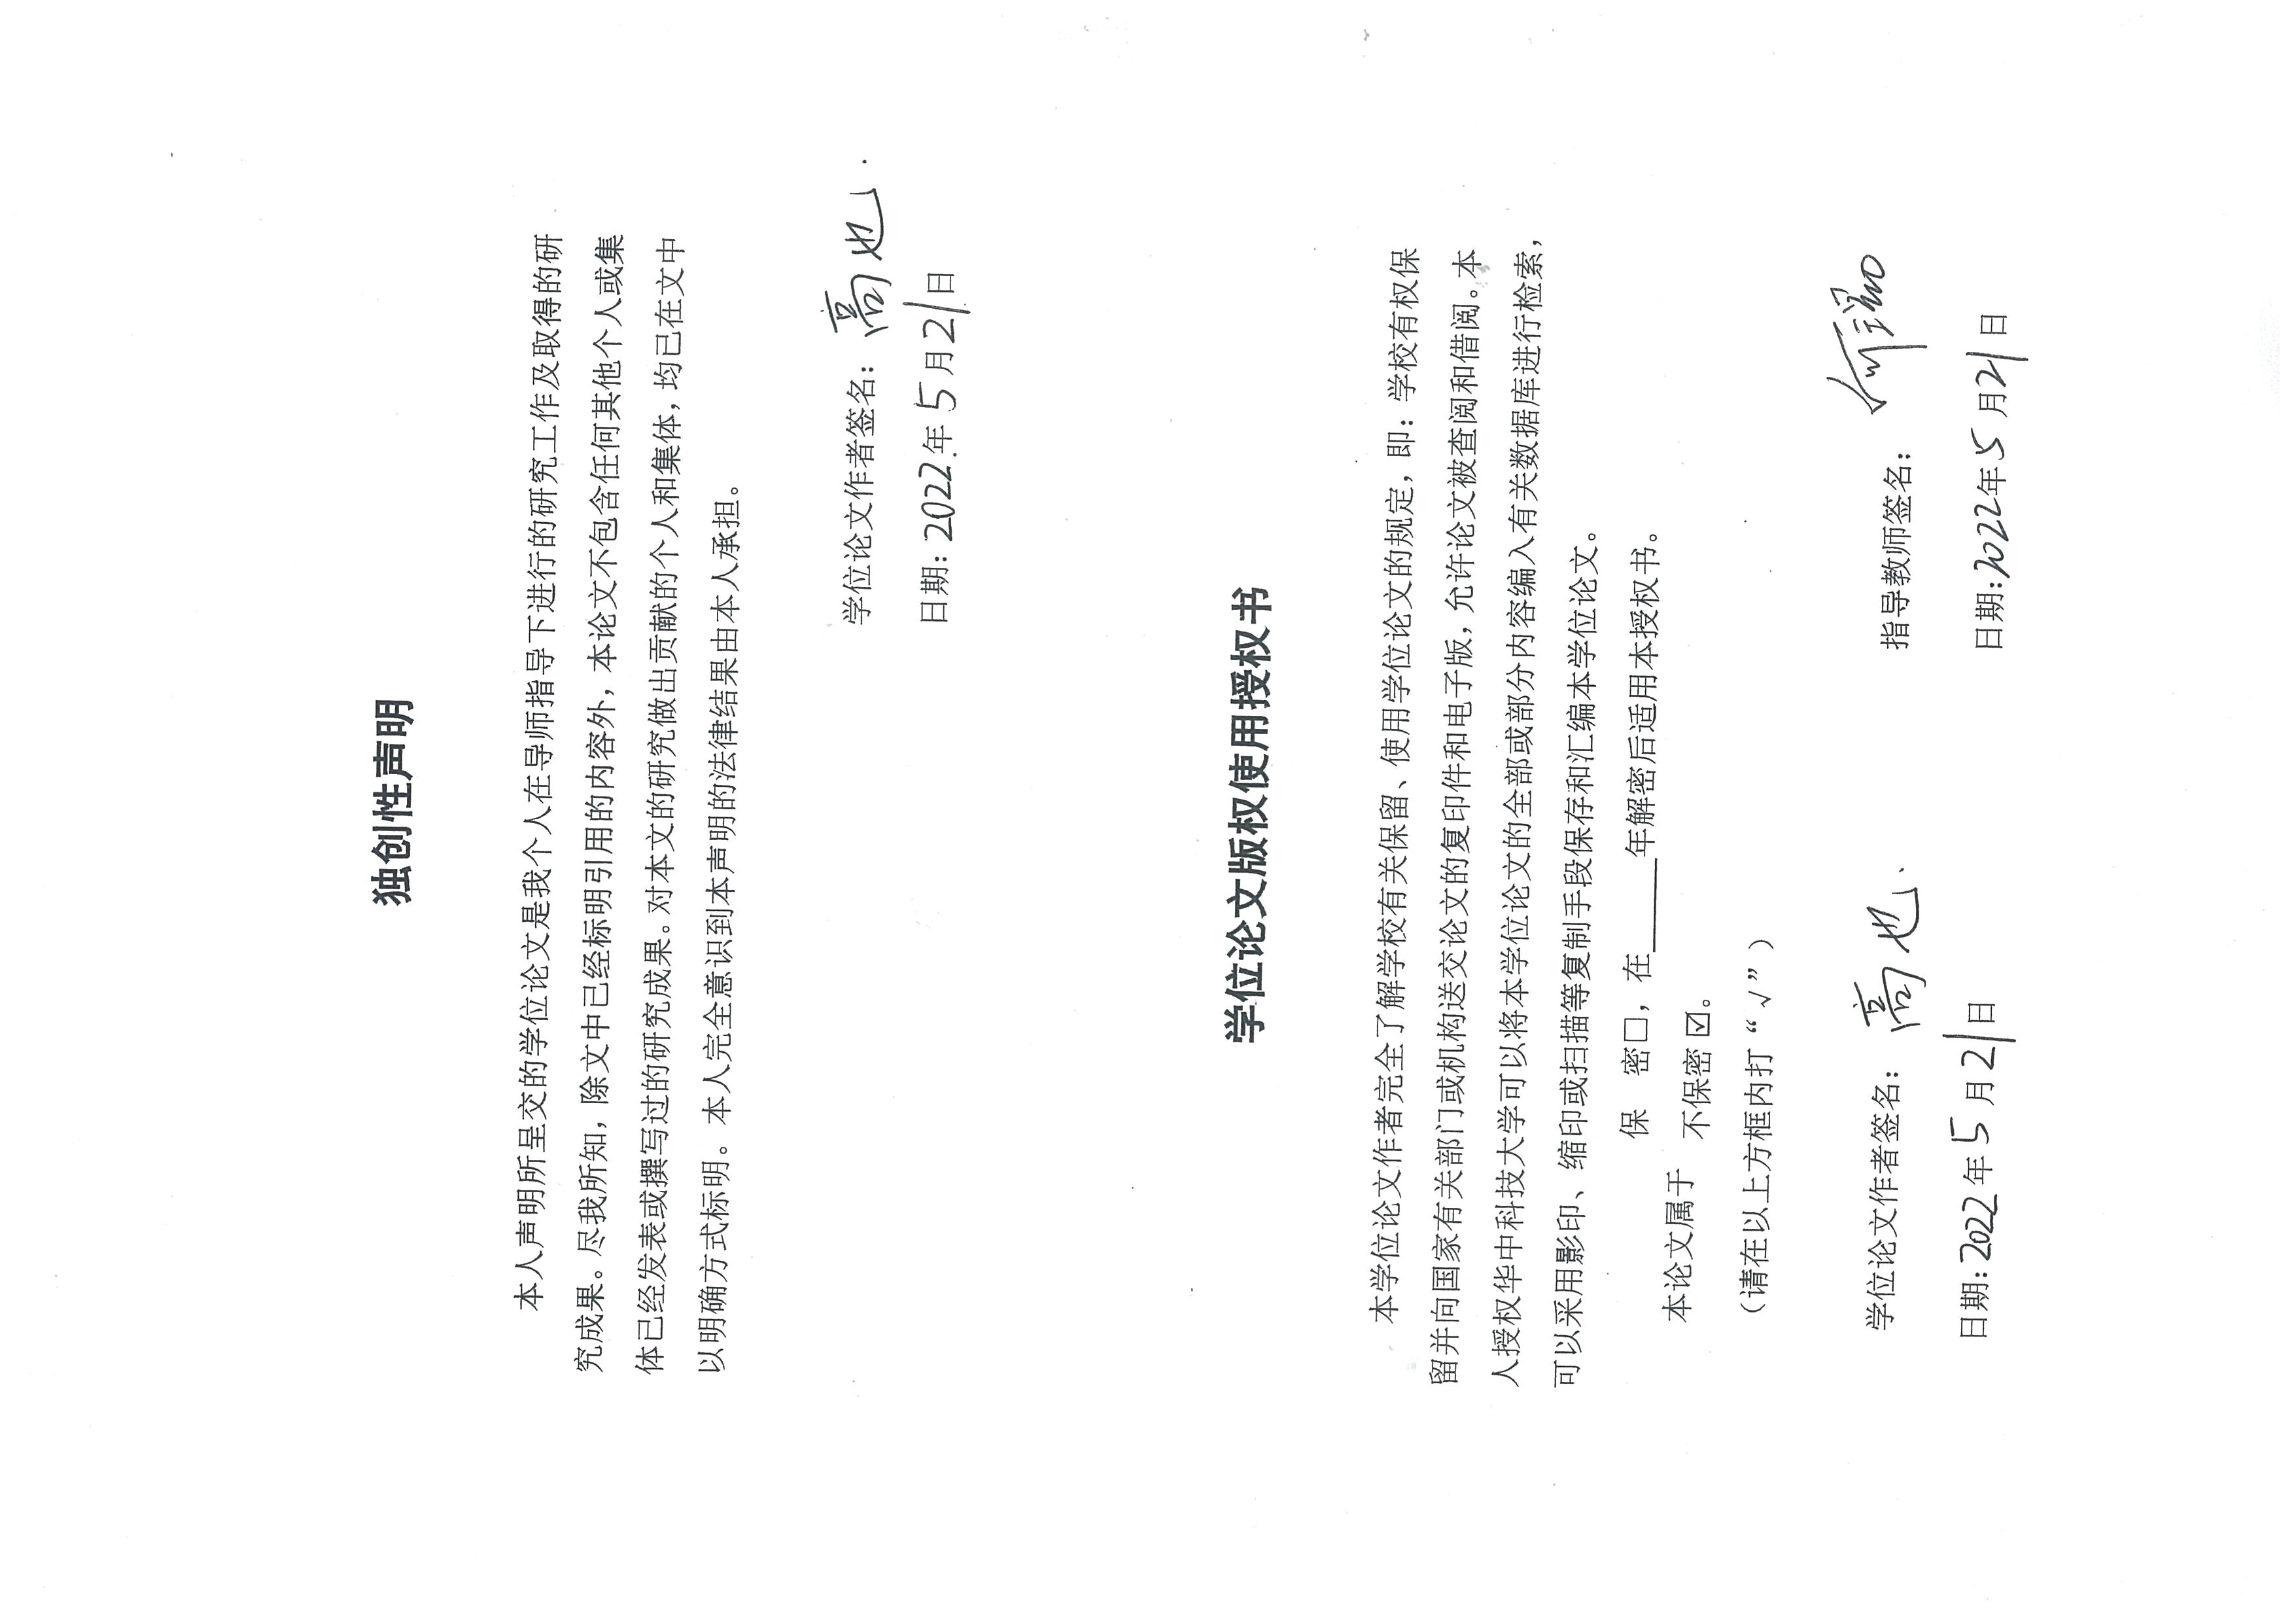 独创性声明
本人声明所呈交的学位论文是我个人在导师指导下进行的研究工作及取得的研
究成果。尽我所知，除文中已经标明引用的内容外，本论文不包含任何其他个人或集
体已经发表或撰写过的研究成果。对本文的研究做出贡献的个人和集体，均已在文中
以明确方式标明。本人完全意识到本声明的法律结果由本人承担。
学位论文作者签名：高也.
日期：2022年5月21日
学位论文版权使用授权书
本学位论文作者完全了解学校有关保留、使用学位论文的规定，即：学校有权保
留并向国家有关部门或机构送交论文的复印件和电子版，允许论文被查阅和借阅。本
人授权华中科技大学可以将本学位论文的全部或部分内容编入有关数据库进行检索，
可以采用影印、缩印或扫描等复制手段保存和汇编本学位论文。
保 密□，在______年解密后适用本授权书。
本论文属于
不保密☑。
（请在以上方框内打“√”）
学位论文作者签名：高也.
指导教师签名：何
日期：2022年5月21日
日期：2022年5月21日